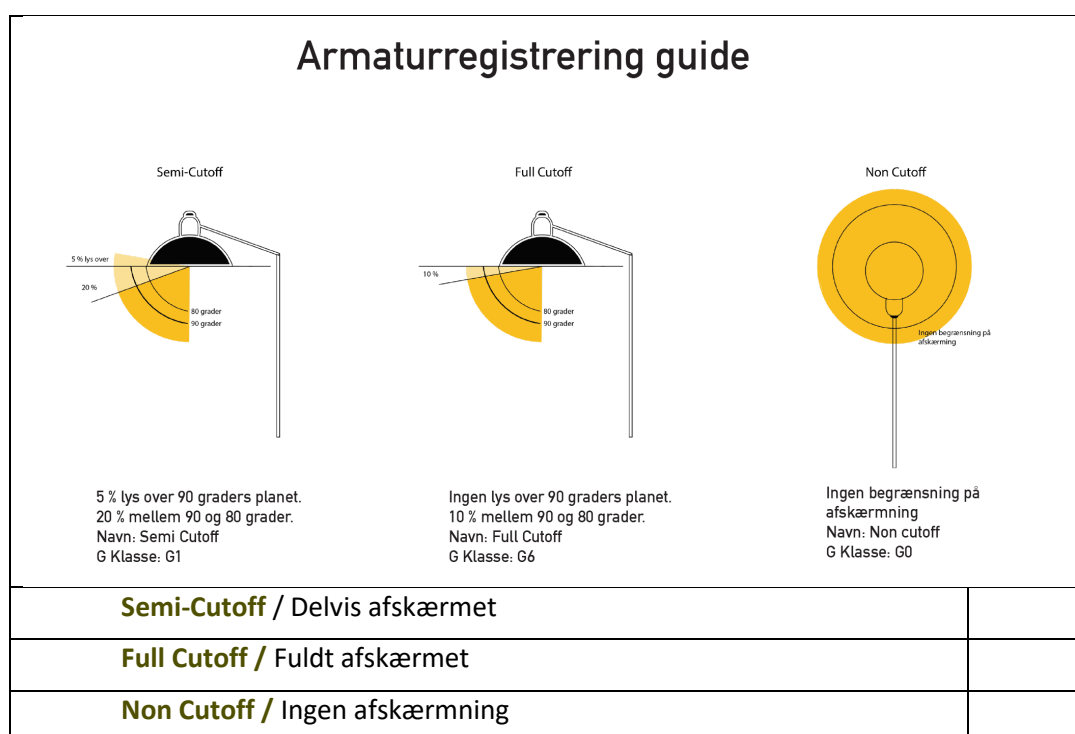 Armaturregistrering guide
Semi-Cutoff
5 % lys over
20 %
80 grader
90 grader
5 % lys over 90 graders planet.
20 % mellem 90 og 80 grader.
Navn: Semi Cutoff
G Klasse: G1
Full Cutoff
10 %
80 grader
90 grader
Ingen lys over 90 graders planet.
10 % mellem 90 og 80 grader.
Navn: Full Cutoff
G Klasse: G6
Non Cutoff
Ingen begrænsning på
afskærming
Ingen begrænsning på
afskærmning
Navn: Non cutoff
G Klasse: G0
Semi-Cutoff / Delvis afskærmet
Full Cutoff / Fuldt afskærmet
Non Cutoff / Ingen afskærmning